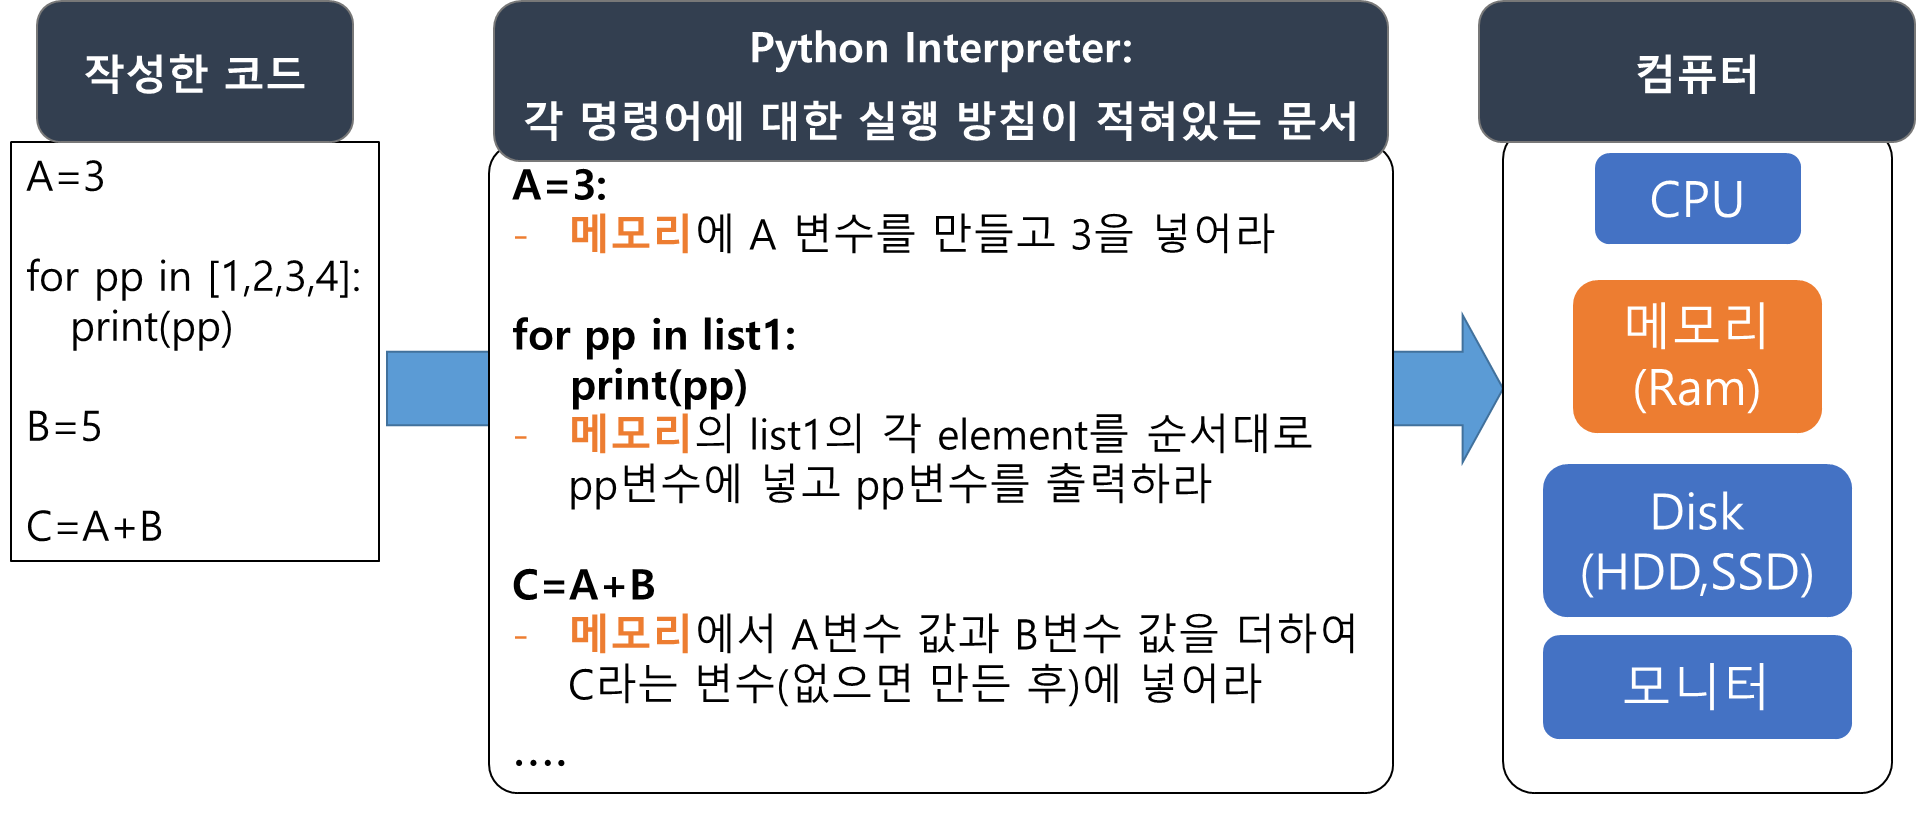 작성한 코드
A=3
for pp in [1,2,3,4]:
print(pp)
B=5
C=A+B
Python Interpreter:
각 명령어에 대한 실행 방침이 적혀있는 문서
A=3:
- 메모리에 A 변수를 만들고 3을 넣어라
for pp in list1:
print(pp)
- 메모리의 list1의 각 element를 순서대로
pp변수에 넣고 pp변수를 출력하라
C=A+B
- 메모리에서 A변수 값과 B변수 값을 더하여
C라는 변수(없으면 만든 후)에 넣어라
....
컴퓨터
CPU
메모리
(Ram)
Disk
(HDD,SSD)
모니터